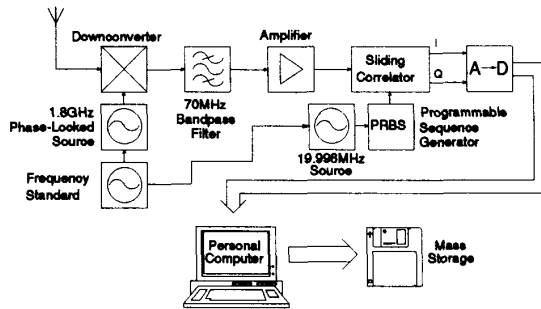 Downconverter
Amplifier
I
Sliding
Correlator
Q
A→D
1.8GHz
Phase-Locked
Source
70MHz
Bandpass
Filter
PRBS
Programmable
Sequence
Generator
19.996MHz
Source
Frequency
Standard
Personal
Computer
Mass
Storage